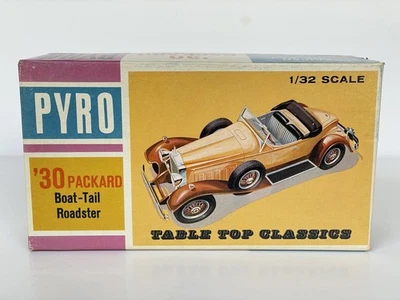 PYRO
'30 PACKARD
Boat-Tail
Roadster
1/32 SCALE
TABLE TOP CLASSICS